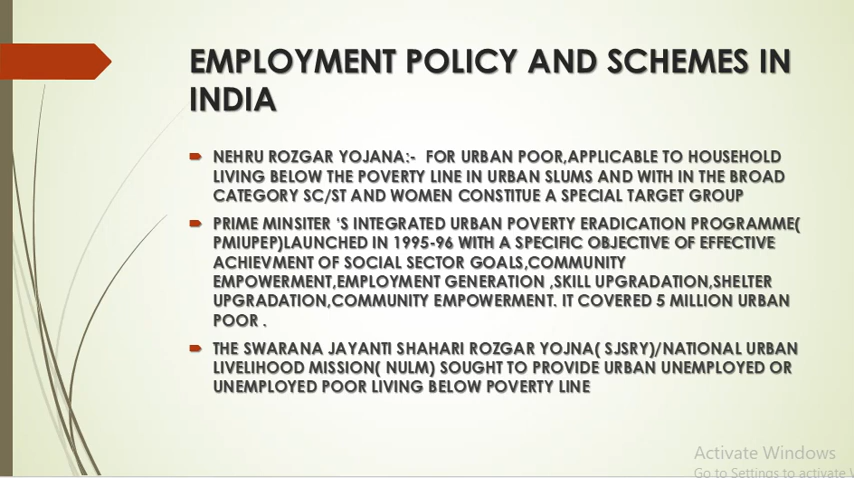 EMPLOYMENT POLICY AND SCHEMES IN
INDIA
NEHRU ROZGAR YOJANA:- FOR URBAN POOR,APPLICABLE TO HOUSEHOLD
LIVING BELOW THE POVERTY LINE IN URBAN SLUMS AND WITH IN THE BROAD
CATEGORY SC/ST AND WOMEN CONSTITUE A SPECIAL TARGET GROUP
PRIME MINSITER ‘S INTEGRATED URBAN POVERTY ERADICATION PROGRAMME(
PMIUPEP)LAUNCHED IN 1995-96 WITH A SPECIFIC OBJECTIVE OF EFFECTIVE
ACHIEVMENT OF SOCIAL SECTOR GOALS,COMMUNITY
EMPOWERMENT,EMPLOYMENT GENERATION ,SKILL UPGRADATION,SHELTER
UPGRADATION,COMMUNITY EMPOWERMENT. IT COVERED 5 MILLION URBAN
POOR .
THE SWARANA JAYANTI SHAHARI ROZGAR YOJNA( SJSRY)/NATIONAL URBAN
LIVELIHOOD MISSION( NULM) SOUGHT TO PROVIDE URBAN UNEMPLOYED OR
UNEMPLOYED POOR LIVING BELOW POVERTY LINE
Activate Windows
Go to Settings to activate W